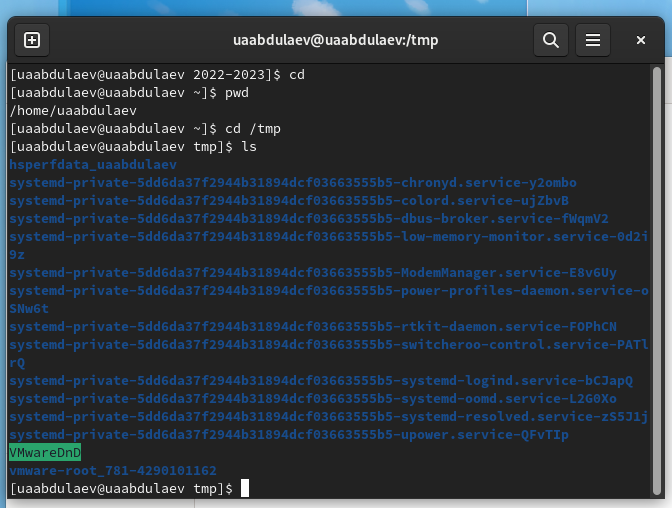 uaabdulaev@uaabdulaev:/tmp
[uaabdulaev@uaabdulaev 2022-2023]$ cd
[uaabdulaev@uaabdulaev ~]$ pwd
/home/uaabdulaev
[uaabdulaev@uaabdulaev ~]$ cd /tmp
[uaabdulaev@uaabdulaev tmp]$ ls
hsperfdata_uaabdulaev
systemd-private-5dd6da37f2944b31894dcf03663555b5-chronyd.service-y2ombo
systemd-private-5dd6da37f2944b31894dcf03663555b5-colord.service-ujZbvB
systemd-private-5dd6da37f2944b31894dcf03663555b5-dbus-broker.service-fWqmV2
systemd-private-5dd6da37f2944b31894dcf03663555b5-low-memory-monitor.service-0d2i
9z
systemd-private-5dd6da37f2944b31894dcf03663555b5-ModemManager.service-E8v6Uy
systemd-private-5dd6da37f2944b31894dcf03663555b5-power-profiles-daemon.service-o
SNw6t
systemd-private-5dd6da37f2944b31894dcf03663555b5-rtkit-daemon.service-FOPhCN
systemd-private-5dd6da37f2944b31894dcf03663555b5-switcheroo-control.service-PATl
rQ
systemd-private-5dd6da37f2944b31894dcf03663555b5-systemd-logind.service-bCJapQ
systemd-private-5dd6da37f2944b31894dcf03663555b5-systemd-oomd.service-L2G0Xo
systemd-private-5dd6da37f2944b31894dcf03663555b5-systemd-resolved.service-zS5J1j
systemd-private-5dd6da37f2944b31894dcf03663555b5-upower.service-QFvTIp
VMwareDnD
vmware-root_781-4290101162
[uaabdulaev@uaabdulaev tmp]$